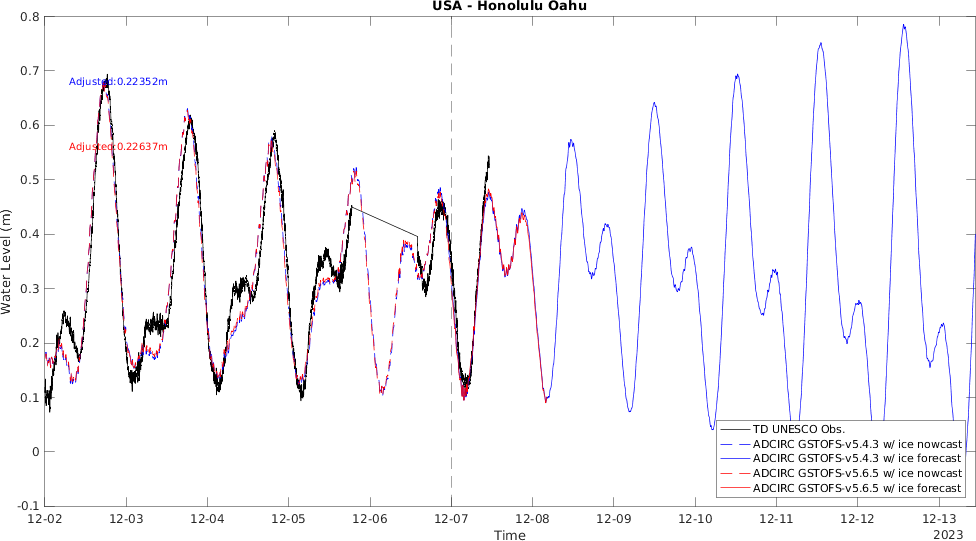 USA - Honolulu Oahu
0.8
0.7
0.6
0.5
0.4
0.3
0.2
0.1
0
-0.1
Water Level (m)
Adjusted:0.22352m
Adjusted:0.22637m
TD UNESCO Obs.
ADCIRC GSTOFS-v5.4.3 w/ ice nowcast
ADCIRC GSTOFS-v5.4.3 w/ ice forecast
ADCIRC GSTOFS-v5.6.5 w/ ice nowcast
ADCIRC GSTOFS-v5.6.5 w/ ice forecast
12-02 12-03 12-04 12-05 12-06 12-07 12-08 12-09 12-10 12-11 12-12 12-13
Time
2023